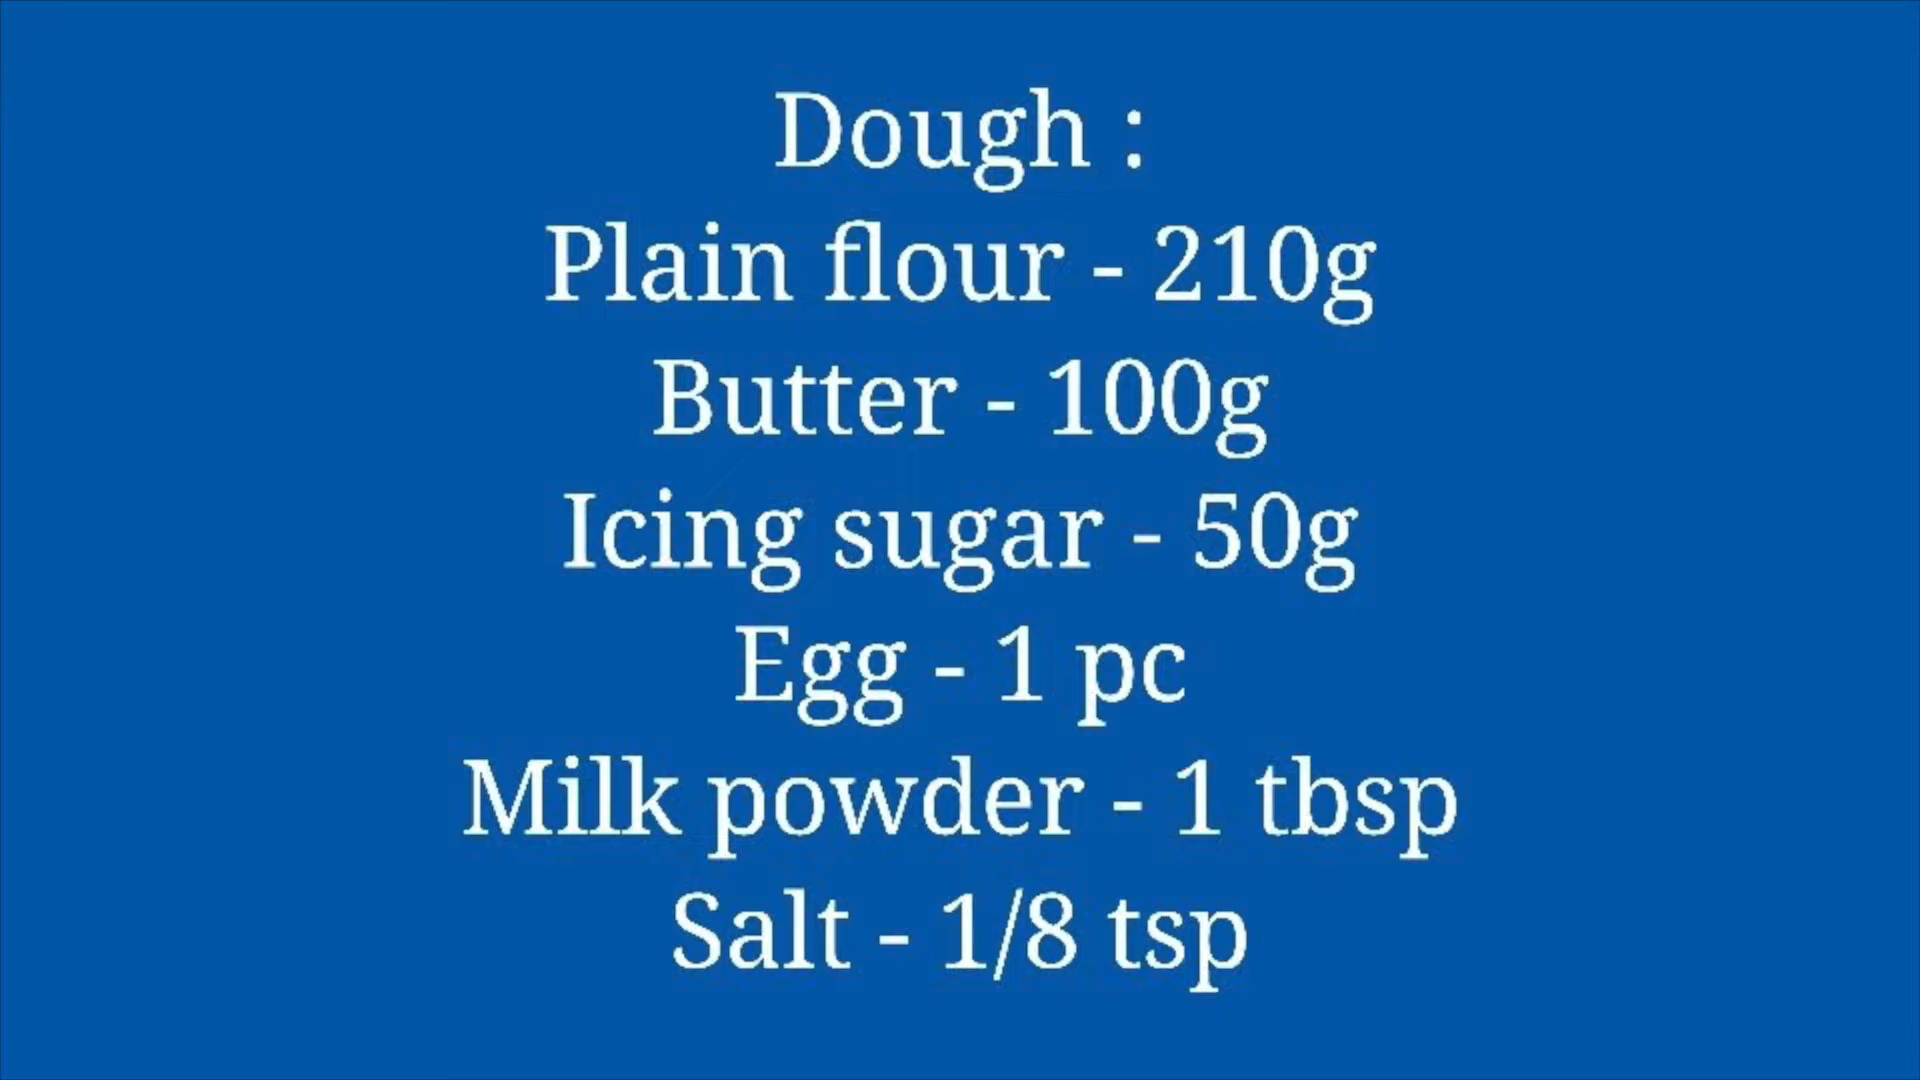 Dough :
Plain flour - 210g
Butter - 100g
Icing sugar - 50g
Egg - 1 pc
Milk powder - 1 tbsp
Salt - 1/8 tsp